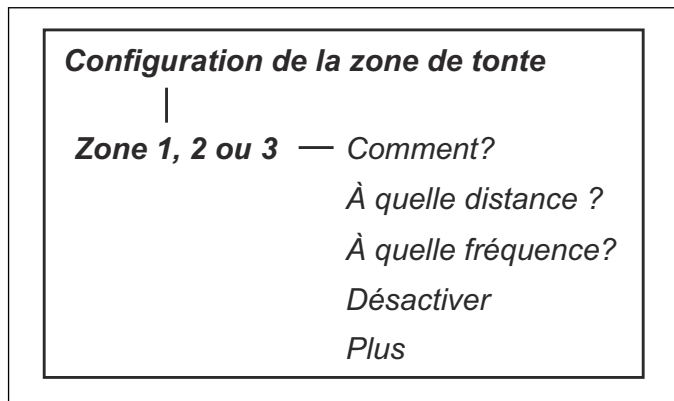 Configuration de la zone de tonte
Zone 1, 2 ou 3 — Comment?
À quelle distance ?
À quelle fréquence?
Désactiver
Plus